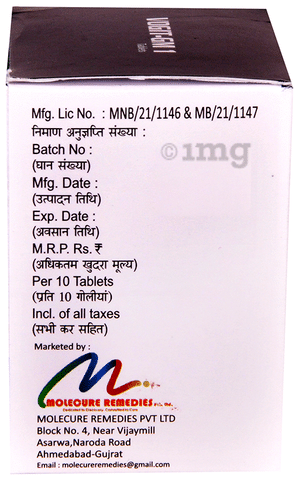 ©1mg
Mfg. Lic No. : MNB/21/1146 & MB/21/1147
निर्माण अनुज्ञप्ति संख्या :
Batch No :
(घान संख्या)
Mfg. Date :
(उत्पादन तिथि)
Exp. Date :
(अवसान तिथि)
M.R.P. Rs. ₹
(अधिकतम खुदरा मूल्य)
Per 10 Tablets
(प्रति 10 गोलीयां)
Incl. of all taxes
(सभी कर सहित)
Marketed by :
MOLECURE REMEDIES PVT. LTD.
MOLECURE REMEDIES PVT LTD
Block No. 4, Near Vijaymill
Asarwa,Naroda Road
Ahmedabad-Gujrat
Email : molecureremedies@gmail.com